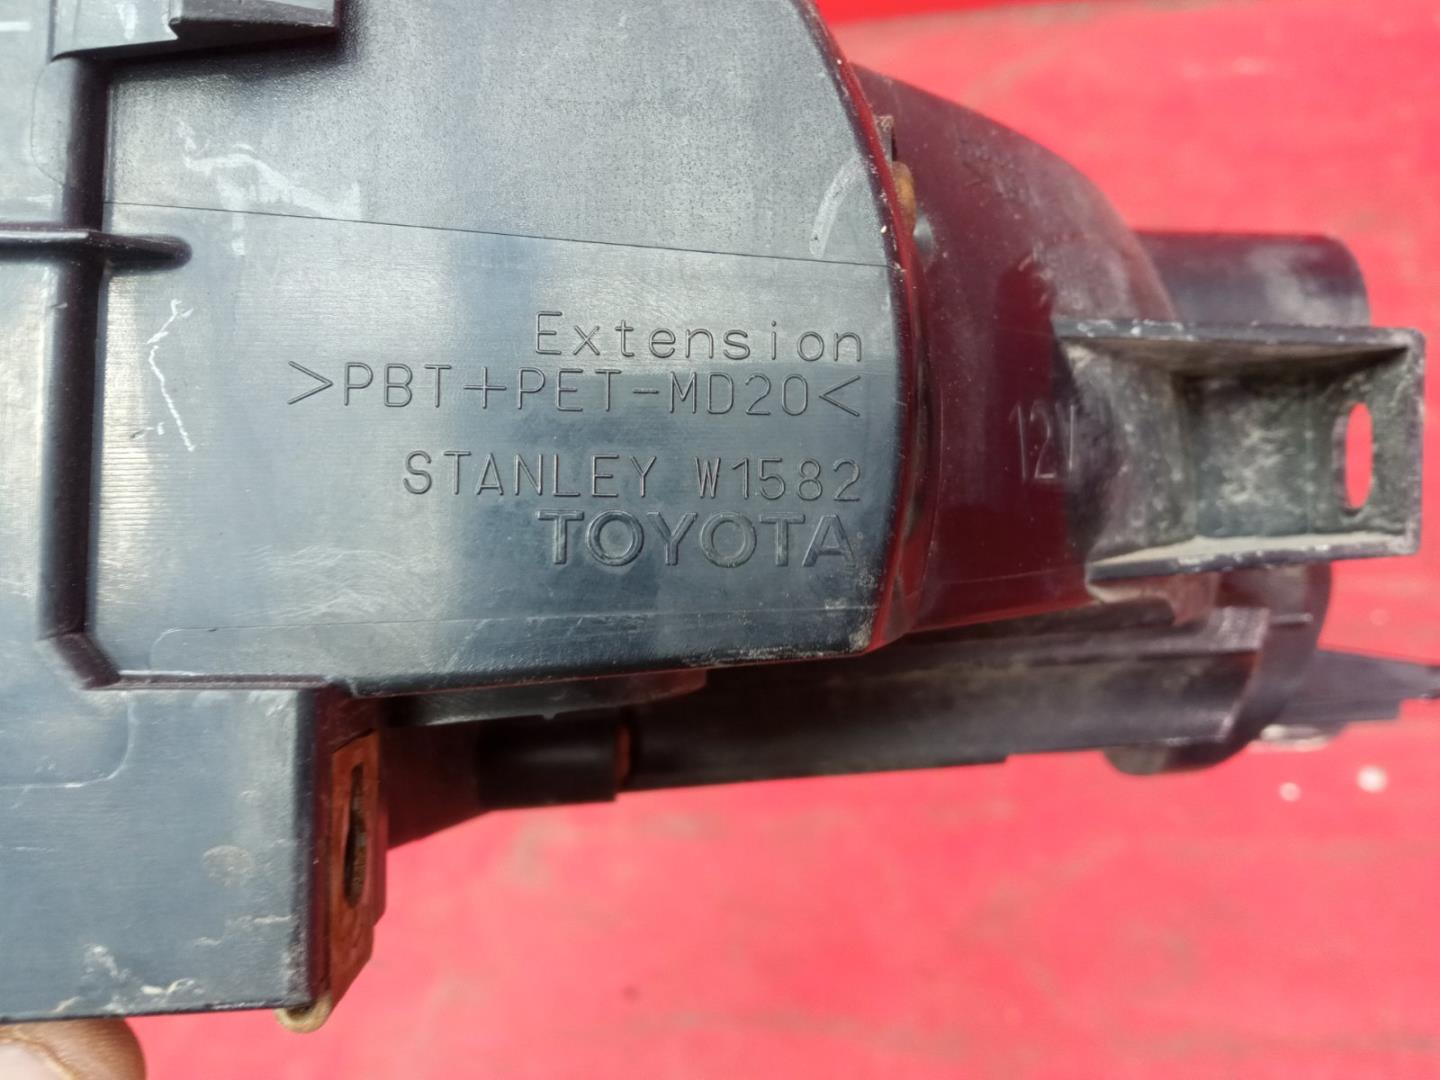 Extension
>PBT+PET-MD20<
STANLEY W1582
TOYOTA
12V